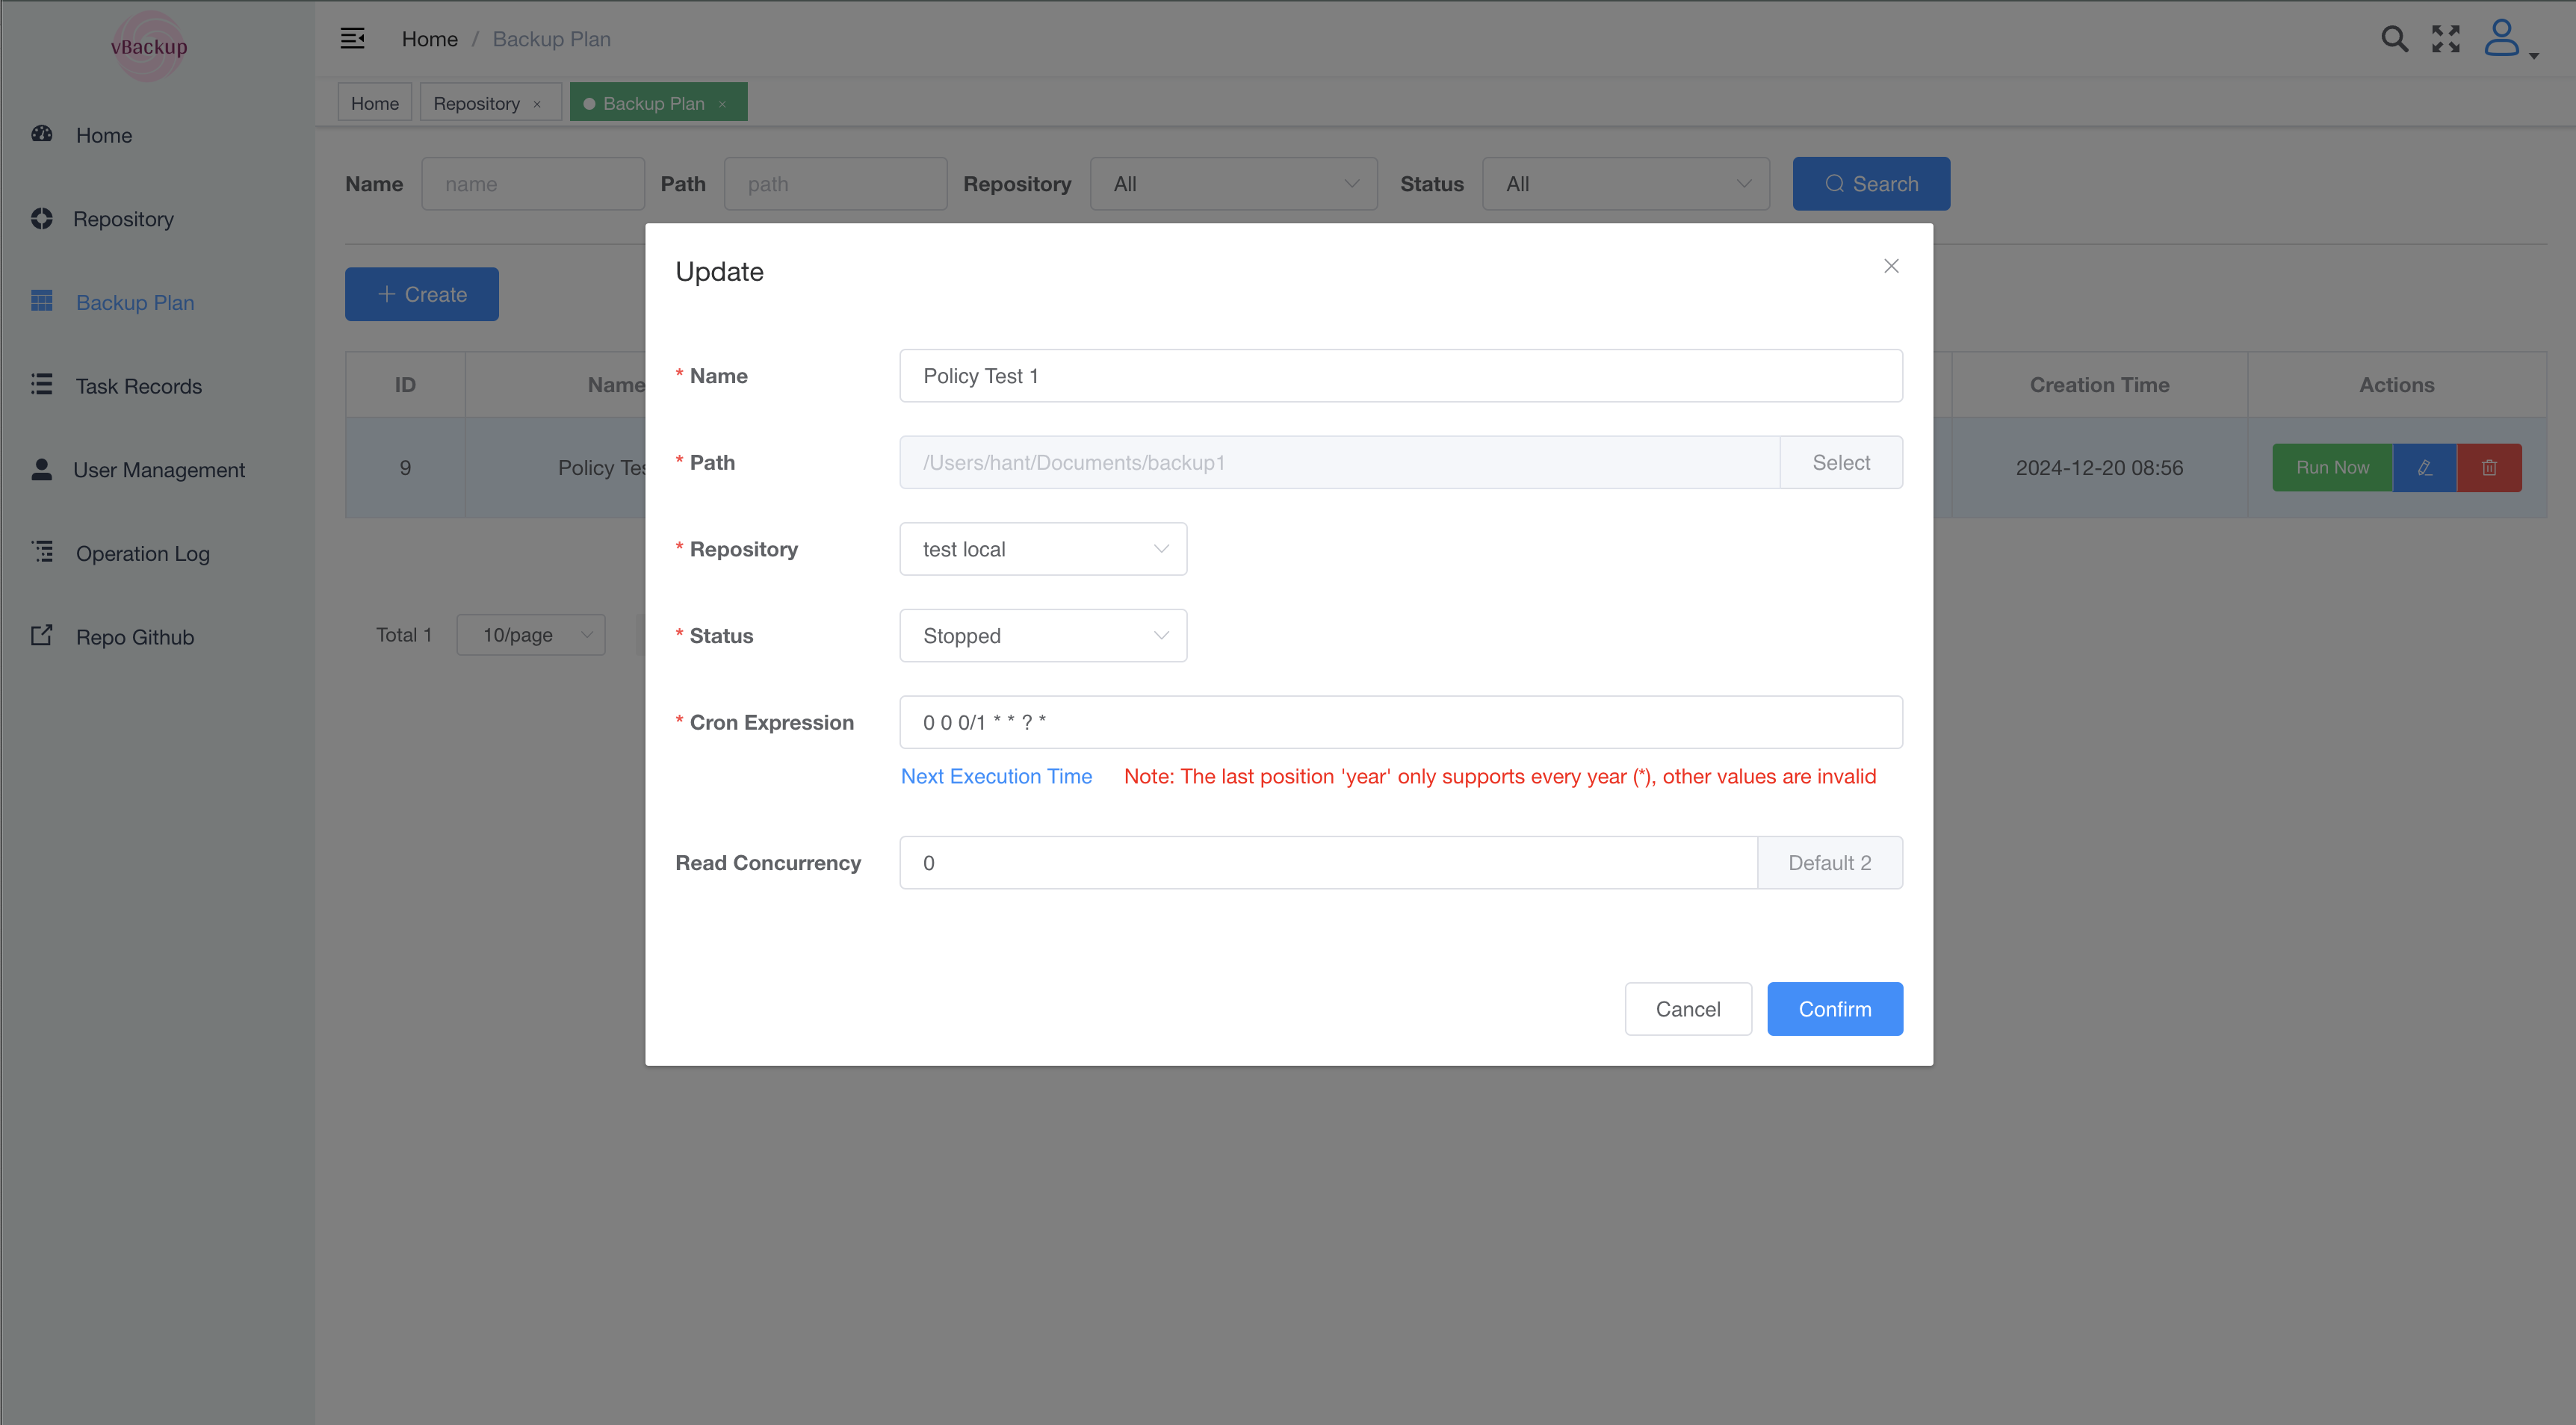 vBackup
Home / Backup Plan
Home Repository × Backup Plan ×
Home
Repository
Backup Plan
Task Records
User Management
Operation Log
Repo Github
Name name Path path Repository All Status All Search
+ Create
ID Name Creation Time Actions
9 Policy Tes 2024-12-20 08:56 Run Now
Total 1 10/page
Update
* Name Policy Test 1
* Path /Users/hant/Documents/backup1 Select
* Repository test local
* Status Stopped
* Cron Expression 0 0 0/1 * * ? *
Next Execution Time Note: The last position 'year' only supports every year (*), other values are invalid
Read Concurrency 0 Default 2
Cancel Confirm